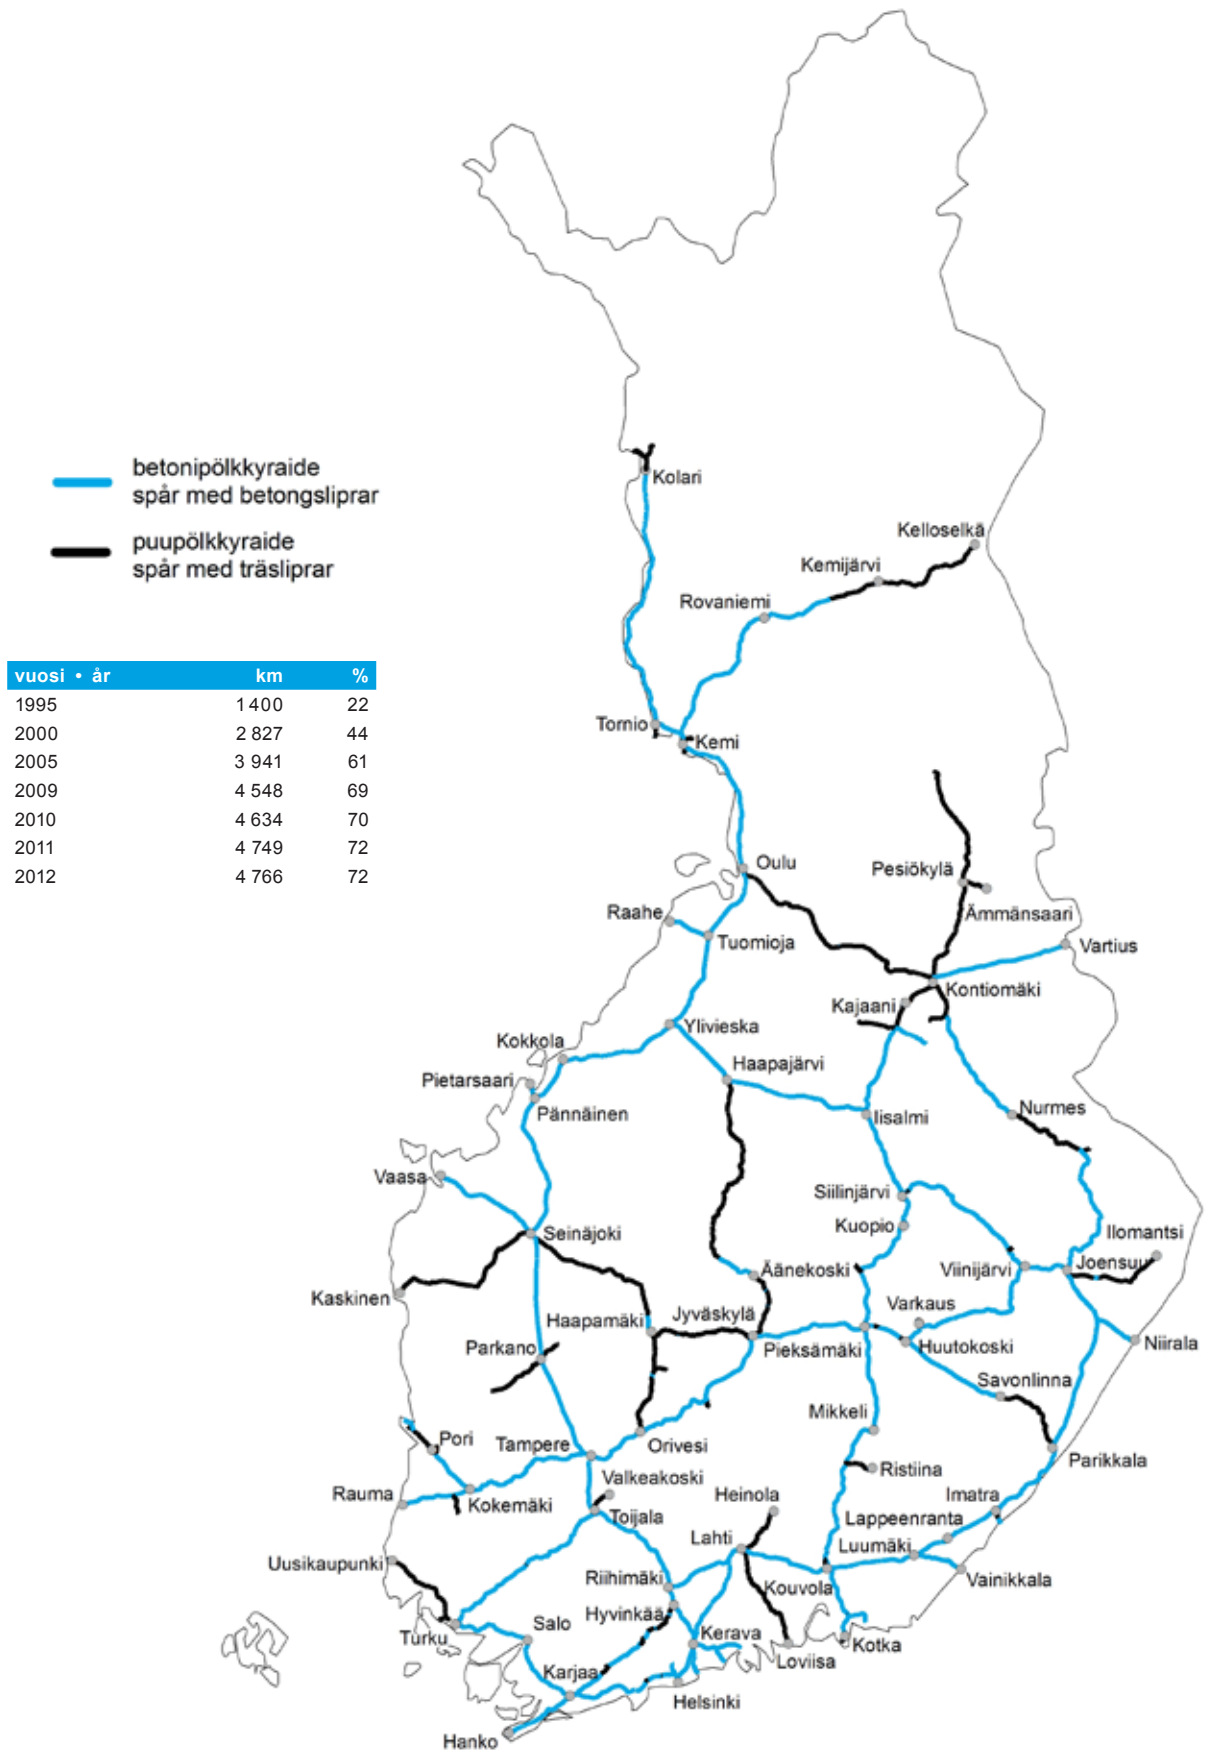 betonipölkkyraide
spår med betongsliprar
puupölkkyraide
spår med träsliprar
vuosi • år km %
1995 1 400 22
2000 2 827 44
2005 3 941 61
2009 4 548 69
2010 4 634 70
2011 4 749 72
2012 4 766 72
Kolari
Kelloselkä
Kemijärvi
Rovaniemi
Tornio
Kemi
Oulu
Pesiökylä
Ämmänsaari
Raahe
Tuomioja
Vartius
Kontiomäki
Kajaani
Ylivieska
Kokkola
Haapajärvi
Pietarsaari
Pännäinen
Iisalmi
Nurmes
Vaasa
Siilinjärvi
Kuopio
Seinäjoki
Ilomantsi
Joensuu
Viinijärvi
Äänekoski
Kaskinen
Varkaus
Jyväskylä
Haapamäki
Parkano
Pieksämäki
Huutokoski
Niirala
Savonlinna
Mikkeli
Pori
Tampere
Orivesi
Parikkala
Ristiina
Valkeakoski
Rauma
Kokemäki
Heinola
Imatra
Toijala
Lappeenranta
Lahti
Luumäki
Uusikaupunki
Riihimäki
Kouvola
Vainikkala
Hyvinkää
Salo
Turku
Kerava
Kotka
Loviisa
Karjaa
Helsinki
Hanko